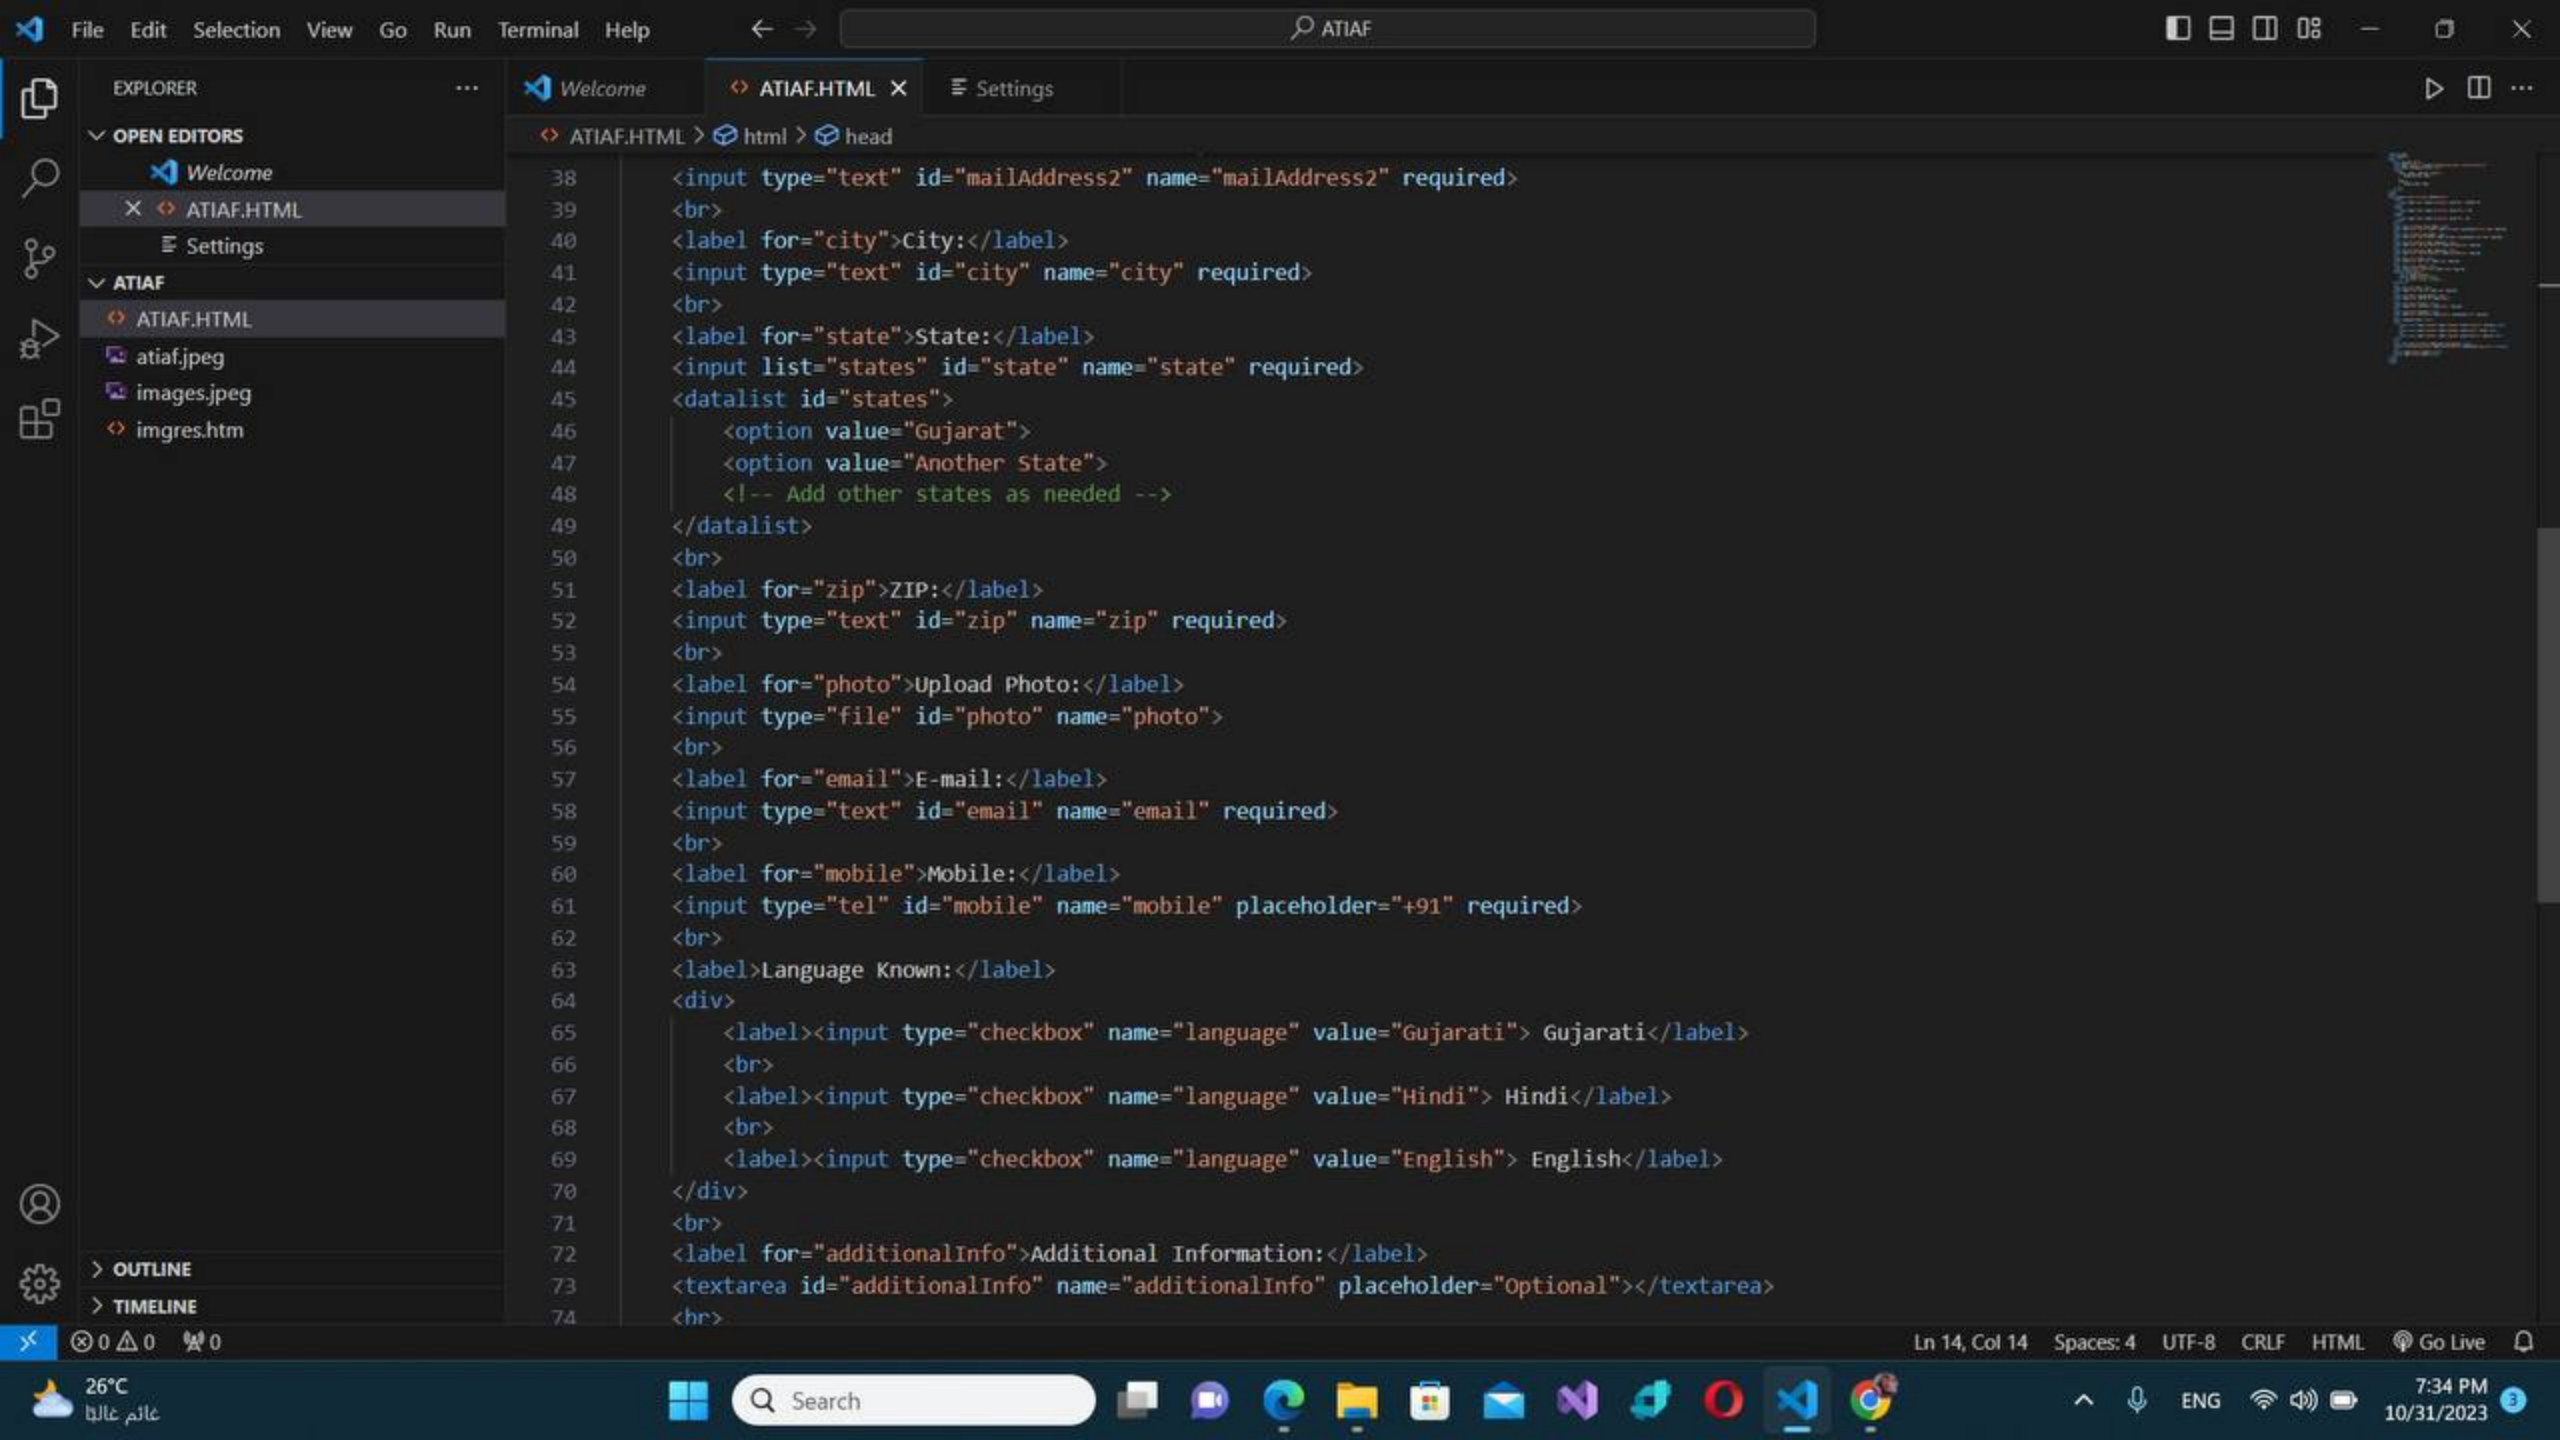 File Edit Selection View Go Run Terminal Help
ATIAF
EXPLORER
OPEN EDITORS
Welcome
ATIAF.HTML
Settings
ATIAF
ATIAF.HTML
atiaf.jpeg
images.jpeg
imgres.htm
OUTLINE
TIMELINE
Welcome ATIAF.HTML Settings
ATIAF.HTML > html > head
38 <input type="text" id="mailAddress2" name="mailAddress2" required>
39 <br>
40 <label for="city">City:</label>
41 <input type="text" id="city" name="city" required>
42 <br>
43 <label for="state">State:</label>
44 <input list="states" id="state" name="state" required>
45 <datalist id="states">
46 <option value="Gujarat">
47 <option value="Another State">
48 <!-- Add other states as needed -->
49 </datalist>
50 <br>
51 <label for="zip">ZIP:</label>
52 <input type="text" id="zip" name="zip" required>
53 <br>
54 <label for="photo">Upload Photo:</label>
55 <input type="file" id="photo" name="photo">
56 <br>
57 <label for="email">E-mail:</label>
58 <input type="text" id="email" name="email" required>
59 <br>
60 <label for="mobile">Mobile:</label>
61 <input type="tel" id="mobile" name="mobile" placeholder="+91" required>
62 <br>
63 <label>Language Known:</label>
64 <div>
65 <label><input type="checkbox" name="language" value="Gujarati"> Gujarati</label>
66 <br>
67 <label><input type="checkbox" name="language" value="Hindi"> Hindi</label>
68 <br>
69 <label><input type="checkbox" name="language" value="English"> English</label>
70 </div>
71 <br>
72 <label for="additionalInfo">Additional Information:</label>
73 <textarea id="additionalInfo" name="additionalInfo" placeholder="Optional"></textarea>
74 <br>
0 0 0 Ln 14, Col 14 Spaces: 4 UTF-8 CRLF HTML Go Live
26°C
غائم غالبًا
Search
ENG
7:34 PM
10/31/2023
3